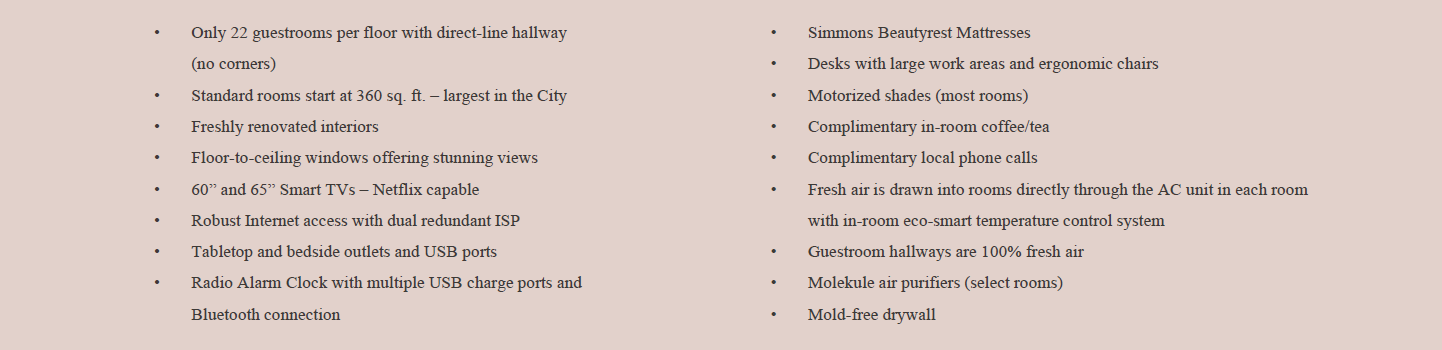 • Only 22 guestrooms per floor with direct-line hallway
(no corners)
• Standard rooms start at 360 sq. ft. – largest in the City
• Freshly renovated interiors
• Floor-to-ceiling windows offering stunning views
• 60” and 65” Smart TVs – Netflix capable
• Robust Internet access with dual redundant ISP
• Tabletop and bedside outlets and USB ports
• Radio Alarm Clock with multiple USB charge ports and
Bluetooth connection
• Simmons Beautyrest Mattresses
• Desks with large work areas and ergonomic chairs
• Motorized shades (most rooms)
• Complimentary in-room coffee/tea
• Complimentary local phone calls
• Fresh air is drawn into rooms directly through the AC unit in each room
with in-room eco-smart temperature control system
• Guestroom hallways are 100% fresh air
• Molekule air purifiers (select rooms)
• Mold-free drywall